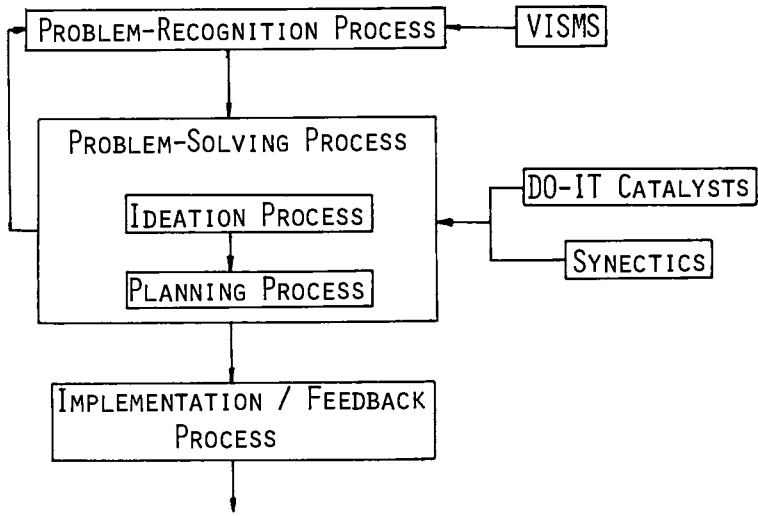 PROBLEM-RECOGNITION PROCESS
VISMS
PROBLEM-SOLVING PROCESS
IDEATION PROCESS
PLANNING PROCESS
DO-IT CATALYSTS
SYNECTICS
IMPLEMENTATION / FEEDBACK
PROCESS